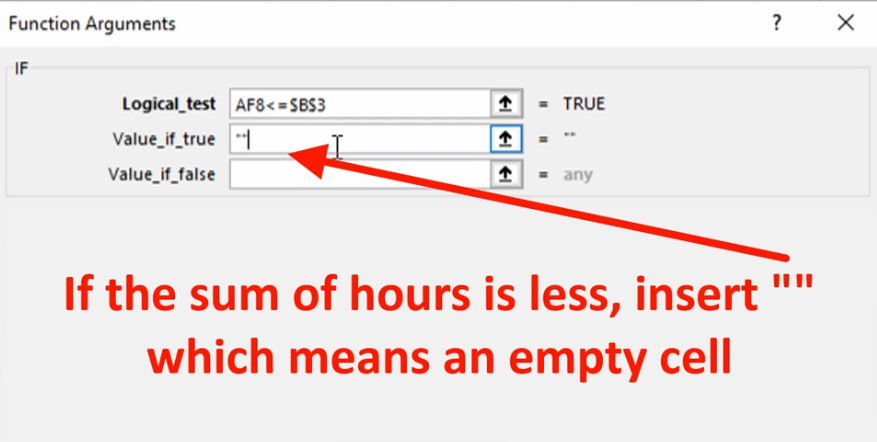 Function Arguments ? ×
IF
Logical_test AF8<=$B$3 = TRUE
Value_if_true "" = ""
Value_if_false = any
If the sum of hours is less, insert ""
which means an empty cell